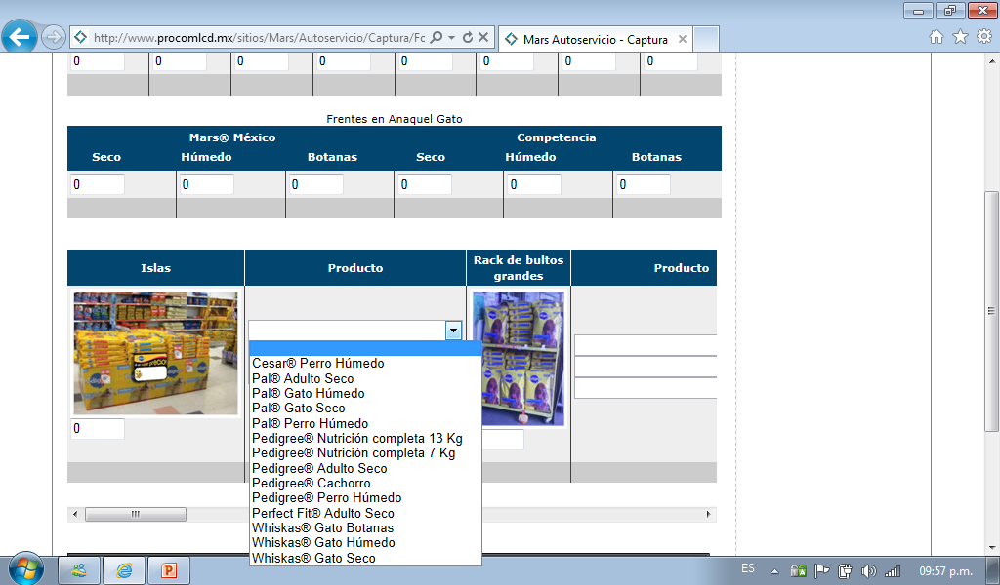 http://www.procomlcd.mx/sitios/Mars/Autoservicio/Captura/Fc
Mars Autoservicio - Captura
0 0 0 0 0 0 0 0
Frentes en Anaquel Gato
Mars® México Competencia
Seco Húmedo Botanas Seco Húmedo Botanas
0 0 0 0 0 0
Islas Producto Rack de bultos grandes Producto
0
Cesar® Perro Húmedo
Pal® Adulto Seco
Pal® Gato Húmedo
Pal® Gato Seco
Pal® Perro Húmedo
Pedigree® Nutrición completa 13 Kg
Pedigree® Nutrición completa 7 Kg
Pedigree® Adulto Seco
Pedigree® Cachorro
Pedigree® Perro Húmedo
Perfect Fit® Adulto Seco
Whiskas® Gato Botanas
Whiskas® Gato Húmedo
Whiskas® Gato Seco
ES 09:57 p.m.